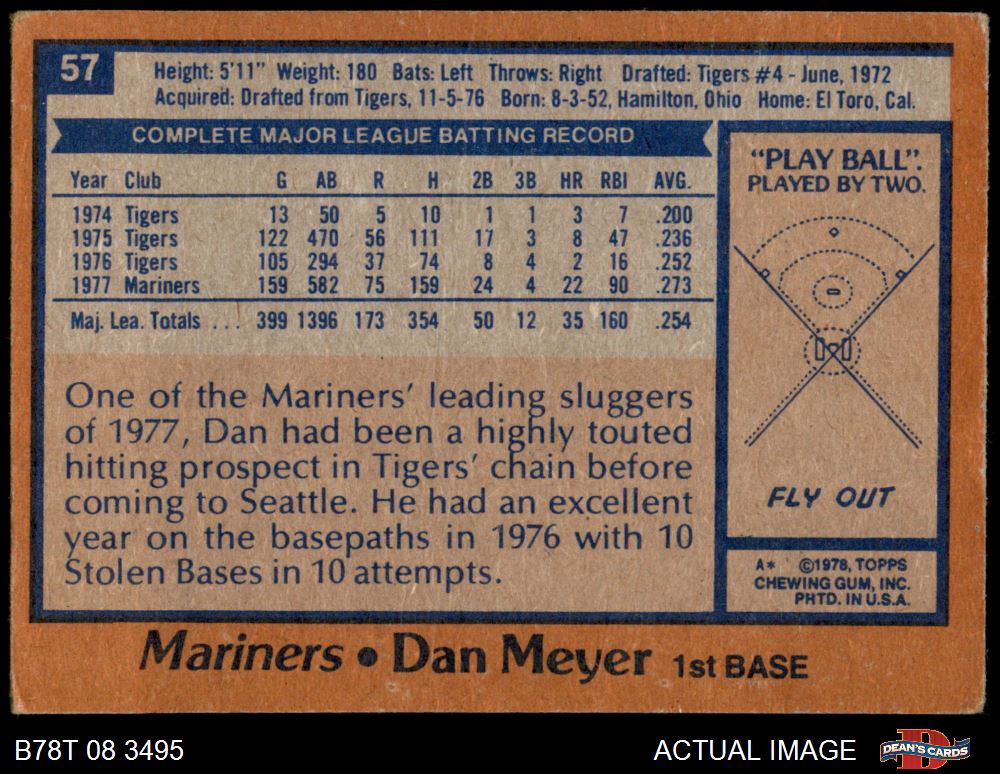 57
Height: 5'11" Weight: 180 Bats: Left Throws: Right Drafted: Tigers #4 - June, 1972
Acquired: Drafted from Tigers, 11-5-76 Born: 8-3-52, Hamilton, Ohio Home: El Toro, Cal.
COMPLETE MAJOR LEAGUE BATTING RECORD
Year Club G AB R H 2B 3B HR RBI AVG.
1974 Tigers 13 50 5 10 1 1 3 7 .200
1975 Tigers 122 470 56 111 17 3 8 47 .236
1976 Tigers 105 294 37 74 8 4 2 16 .252
1977 Mariners 159 582 75 159 24 4 22 90 .273
Maj. Lea. Totals ... 399 1396 173 354 50 12 35 160 .254
One of the Mariners' leading sluggers
of 1977, Dan had been a highly touted
hitting prospect in Tigers' chain before
coming to Seattle. He had an excellent
year on the basepaths in 1976 with 10
Stolen Bases in 10 attempts.
"PLAY BALL".
PLAYED BY TWO.
FLY OUT
A* ©1978, TOPPS
CHEWING GUM, INC.
PHTD. IN U.S.A.
Mariners • Dan Meyer 1st BASE
B78T 08 3495
ACTUAL IMAGE
DEAN'S CARDS